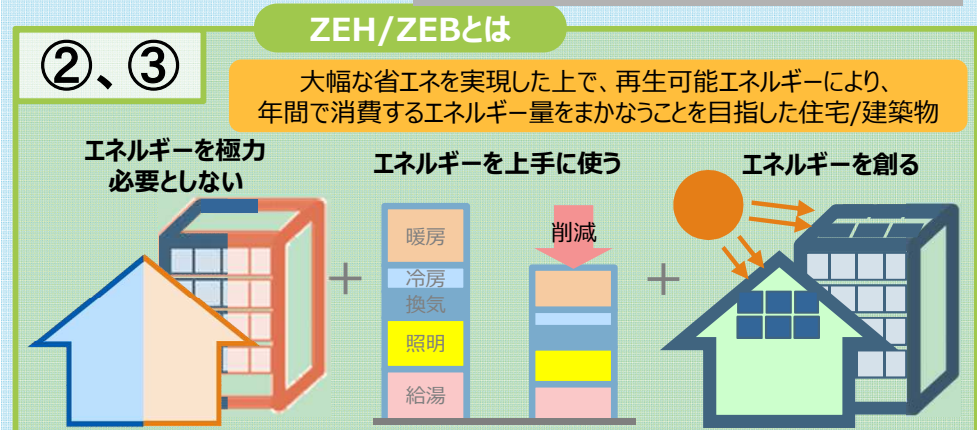 ZEH/ZEBとは
②、③
大幅な省エネを実現した上で、再生可能エネルギーにより、
年間で消費するエネルギー量をまかなうことを目指した住宅/建築物
エネルギーを極力
必要としない
エネルギーを上手に使う
エネルギーを創る
暖房
冷房
換気
照明
給湯
削減